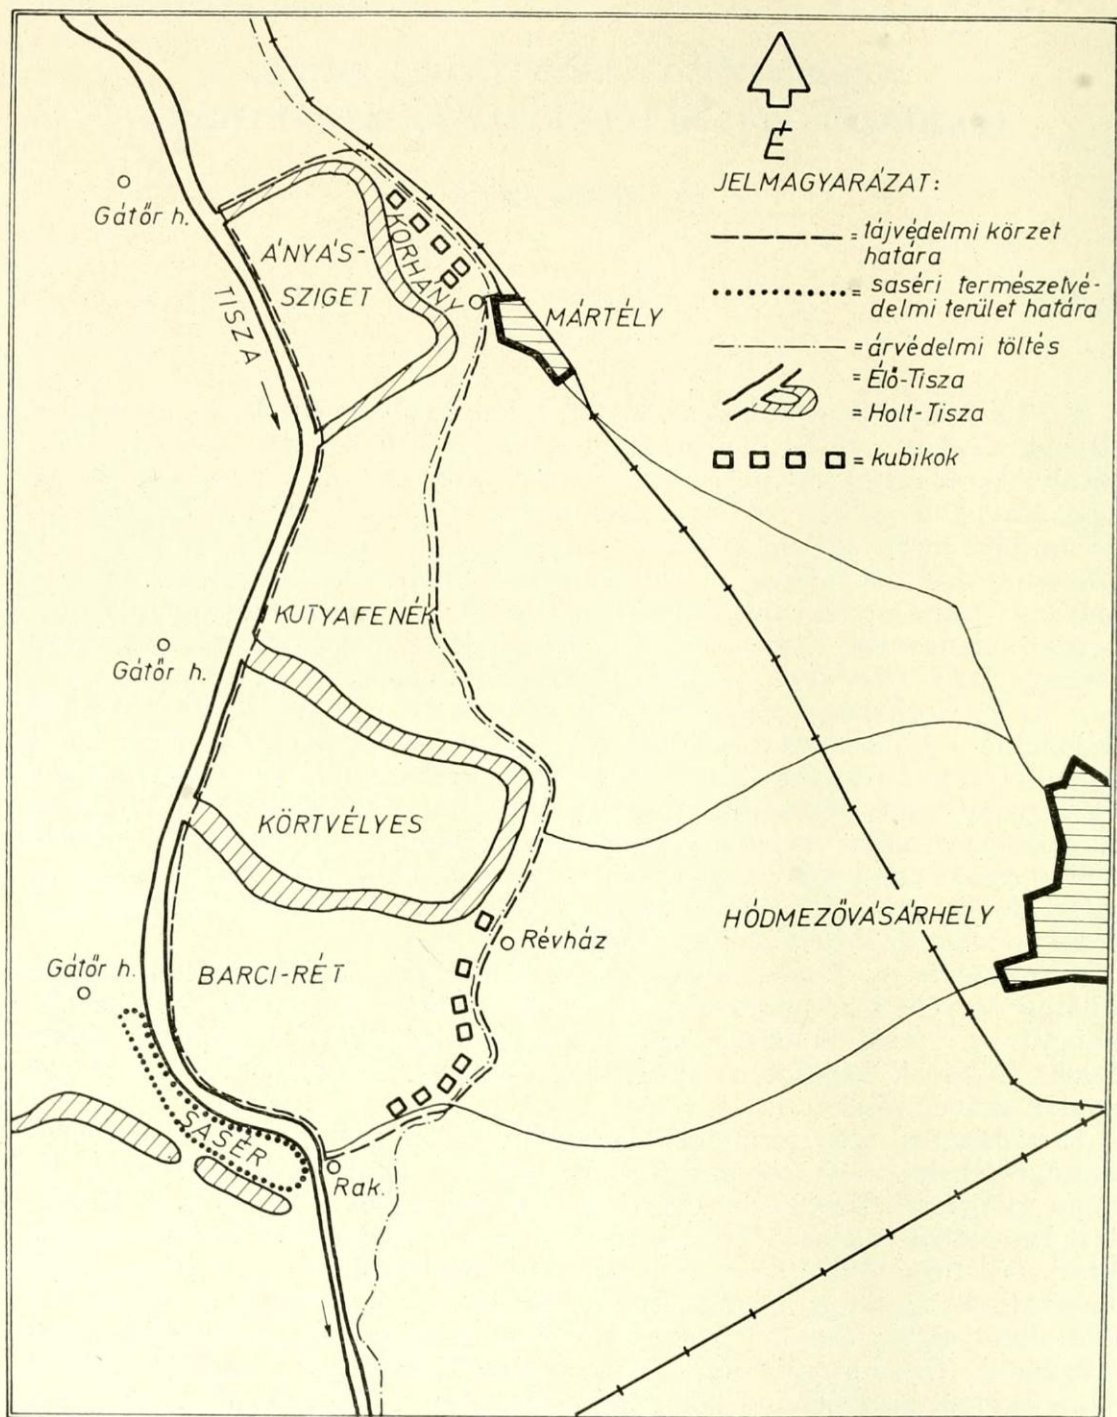 É
JELMAGYARÁZAT:
= tájvédelmi körzet
határa
= saséri természetvé-
delmi terület határa
= árvédelmi töltés
= Élő-Tisza
= Holt-Tisza
= kubikok
Gátőr h.
ÁNYÁS-
SZIGET
KORHÁNY
TISZA
MÁRTÉLY
KUTYAFENÉK
Gátőr h.
KÖRTVÉLYES
HÓDMEZŐVÁSÁRHELY
Révház
Gátőr h.
BARCI-RÉT
SASÉR
Rak.